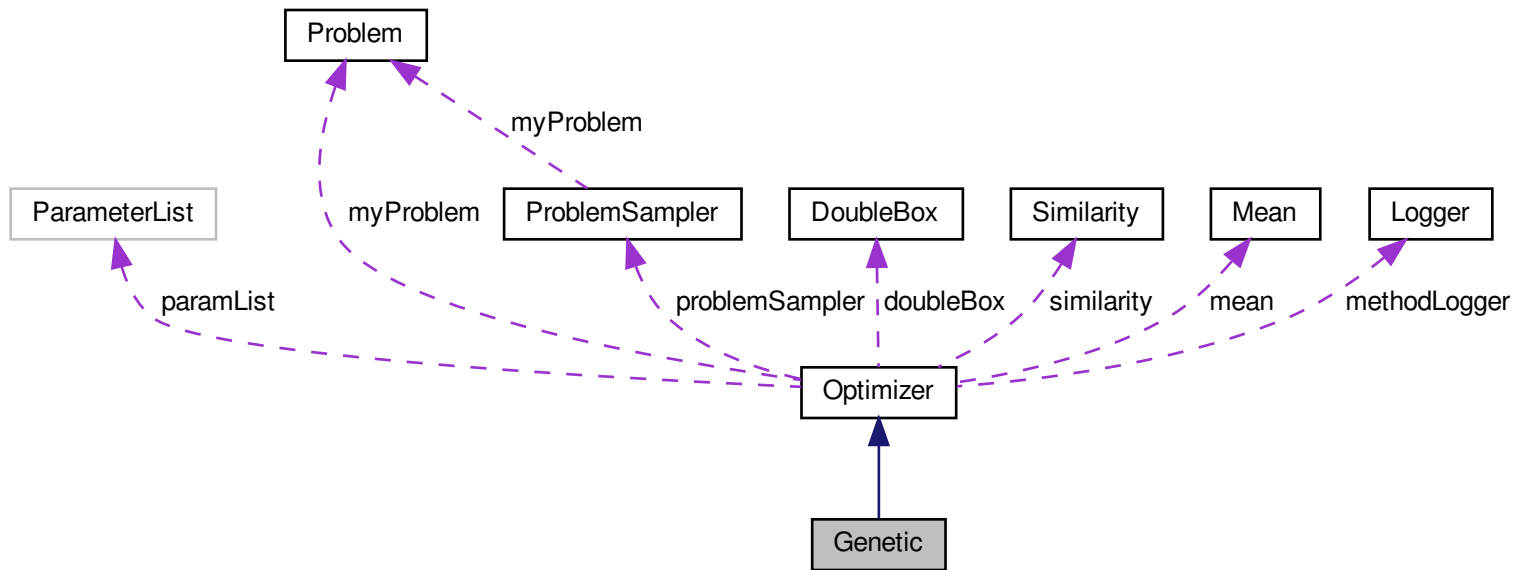 Problem
myProblem
ParameterList
myProblem
ProblemSampler
DoubleBox
Similarity
Mean
Logger
paramList
problemSampler
doubleBox
similarity
mean
methodLogger
Optimizer
Genetic